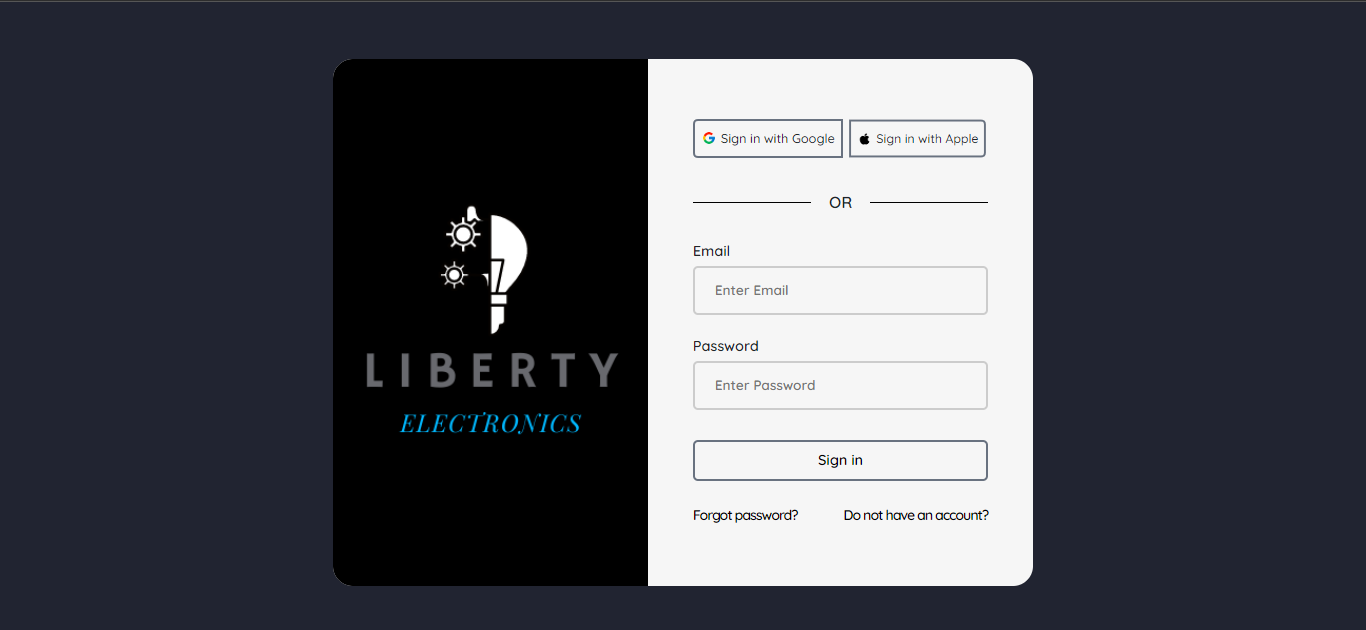 LIBERTY
ELECTRONICS
Sign in with Google
Sign in with Apple
OR
Email
Enter Email
Password
Enter Password
Sign in
Forgot password?
Do not have an account?